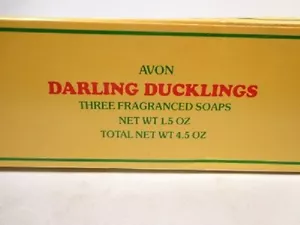 AVON
DARLING DUCKLINGS
THREE FRAGRANCED SOAPS
NET WT 1.5 OZ
TOTAL NET WT 4.5 OZ